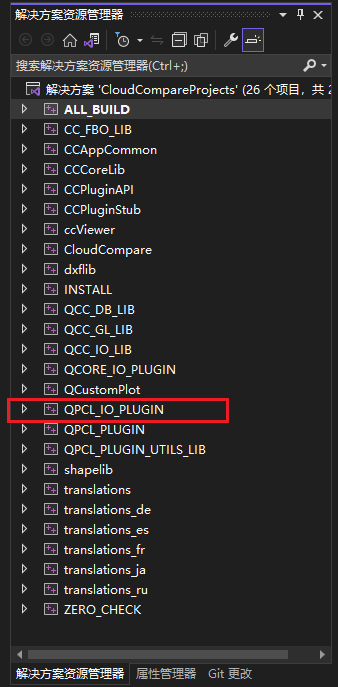 解决方案资源管理器
搜索解决方案资源管理器(Ctrl+;)
解决方案 'CloudCompareProjects' (26 个项目，共 2
ALL_BUILD
CC_FBO_LIB
CCAppCommon
CCCoreLib
CCPluginAPI
CCPluginStub
ccViewer
CloudCompare
dxflib
INSTALL
QCC_DB_LIB
QCC_GL_LIB
QCC_IO_LIB
QCORE_IO_PLUGIN
QCustomPlot
QPCL_IO_PLUGIN
QPCL_PLUGIN
QPCL_PLUGIN_UTILS_LIB
shapelib
translations
translations_de
translations_es
translations_fr
translations_ja
translations_ru
ZERO_CHECK
解决方案资源管理器 属性管理器 Git 更改